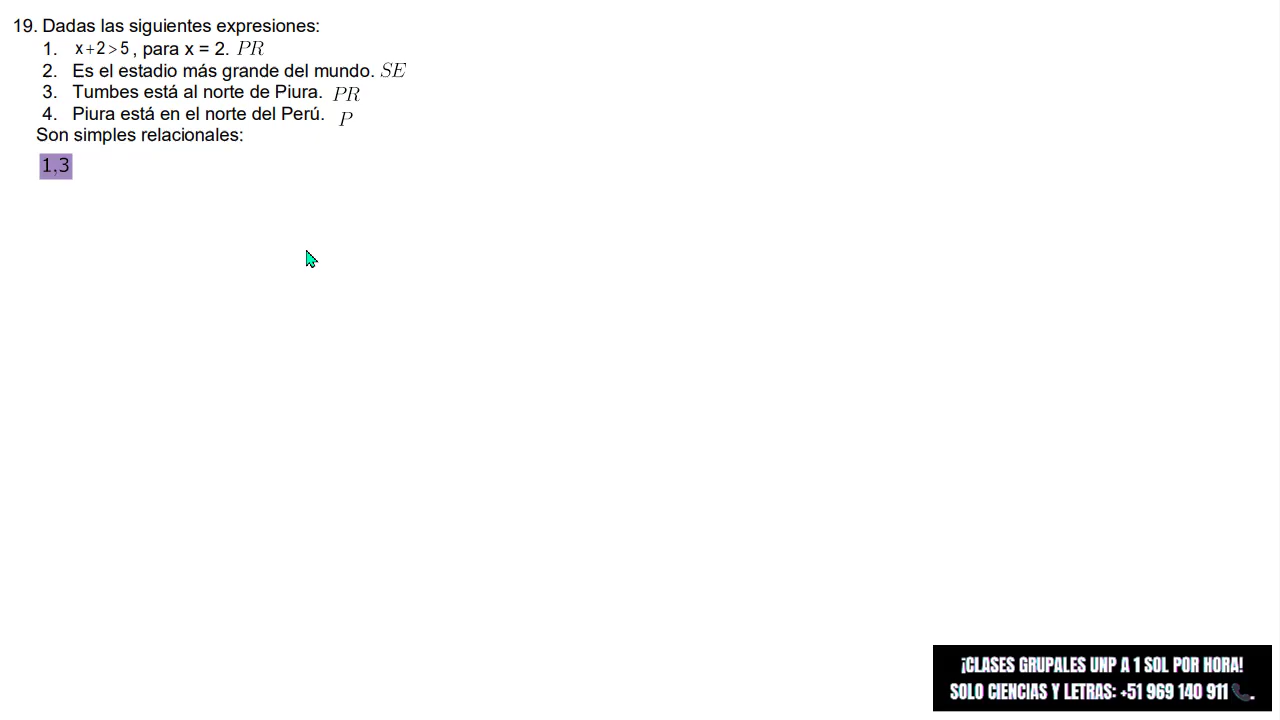 19. Dadas las siguientes expresiones:
1. x+2>5, para x = 2. PR
2. Es el estadio más grande del mundo. SE
3. Tumbes está al norte de Piura. PR
4. Piura está en el norte del Perú. P
Son simples relacionales:
1,3
¡CLASES GRUPALES UNP A 1 SOL POR HORA!
SOLO CIENCIAS Y LETRAS: +51 969 140 911 📞.